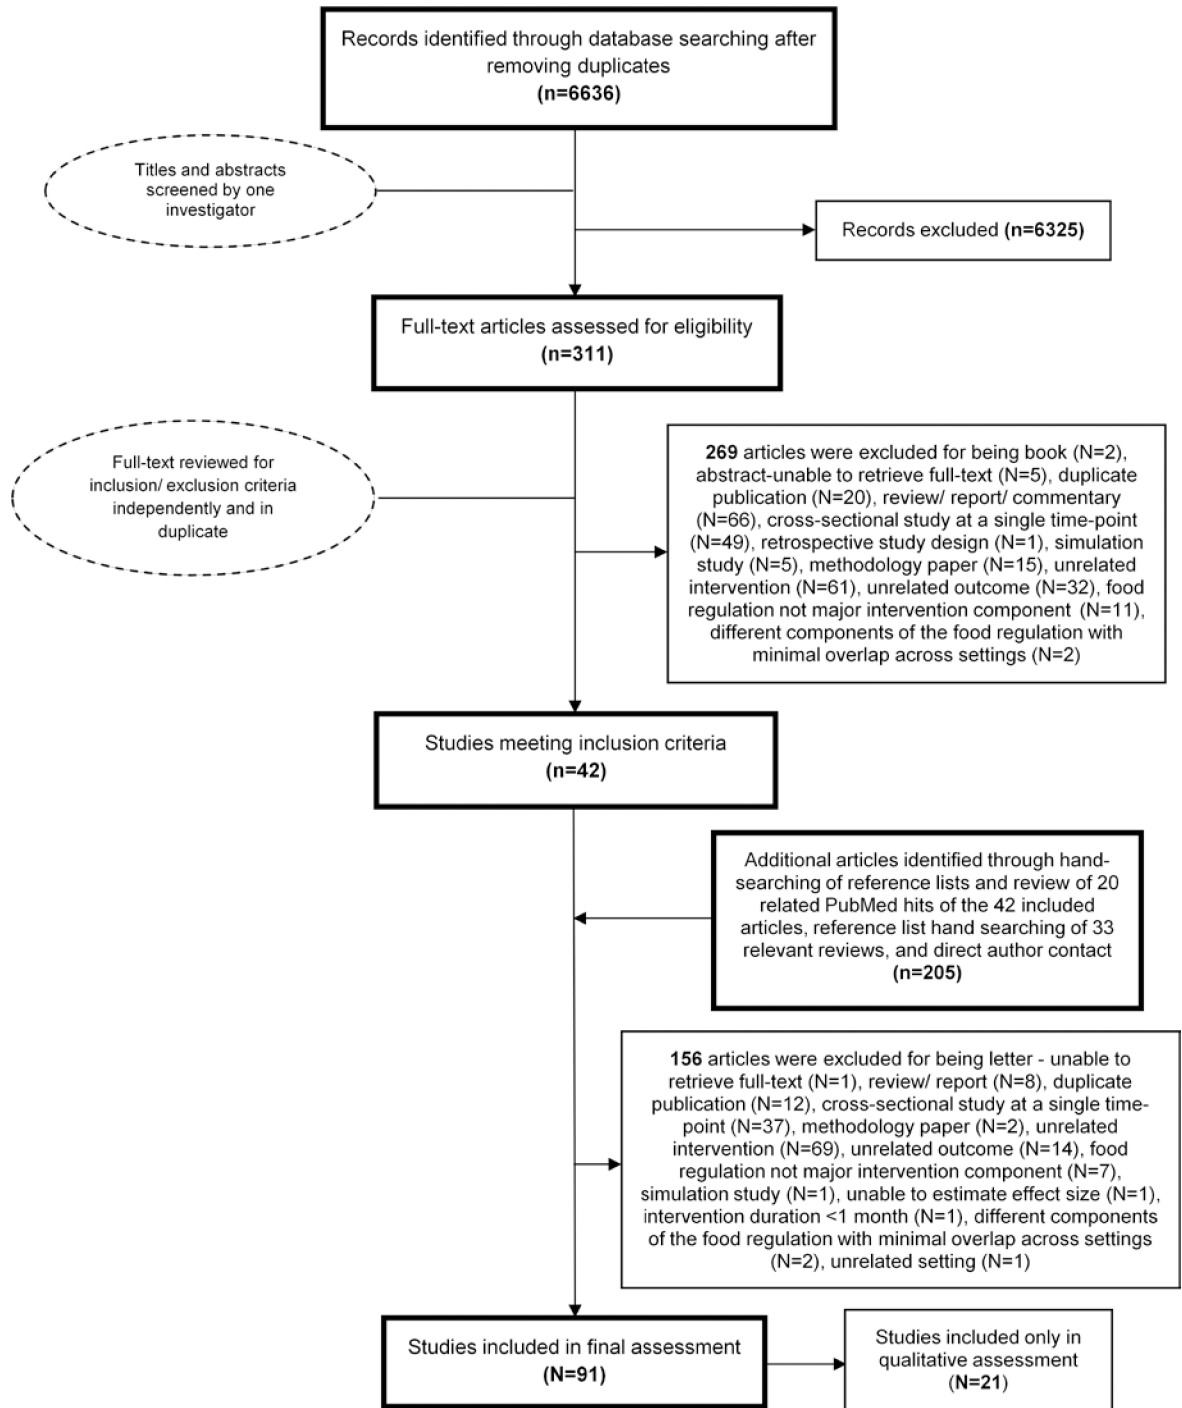 Records identified through database searching after
removing duplicates
(n=6636)
Titles and abstracts
screened by one
investigator
Records excluded (n=6325)
Full-text articles assessed for eligibility
(n=311)
Full-text reviewed for
inclusion/ exclusion criteria
independently and in
duplicate
269 articles were excluded for being book (N=2),
abstract-unable to retrieve full-text (N=5), duplicate
publication (N=20), review/ report/ commentary
(N=66), cross-sectional study at a single time-point
(N=49), retrospective study design (N=1), simulation
study (N=5), methodology paper (N=15), unrelated
intervention (N=61), unrelated outcome (N=32), food
regulation not major intervention component (N=11),
different components of the food regulation with
minimal overlap across settings (N=2)
Studies meeting inclusion criteria
(n=42)
Additional articles identified through hand-
searching of reference lists and review of 20
related PubMed hits of the 42 included
articles, reference list hand searching of 33
relevant reviews, and direct author contact
(n=205)
156 articles were excluded for being letter - unable to
retrieve full-text (N=1), review/ report (N=8), duplicate
publication (N=12), cross-sectional study at a single time-
point (N=37), methodology paper (N=2), unrelated
intervention (N=69), unrelated outcome (N=14), food
regulation not major intervention component (N=7),
simulation study (N=1), unable to estimate effect size (N=1),
intervention duration <1 month (N=1), different components
of the food regulation with minimal overlap across settings
(N=2), unrelated setting (N=1)
Studies included in final assessment
(N=91)
Studies included only in
qualitative assessment
(N=21)